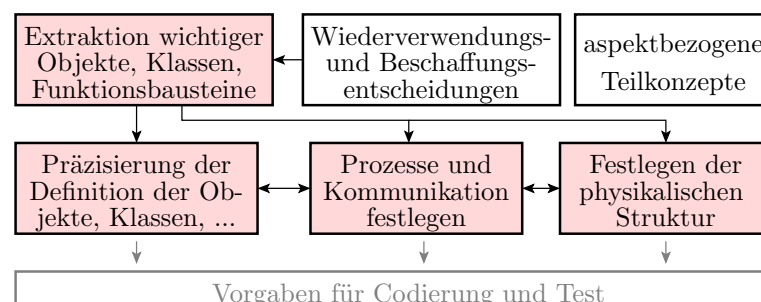 Extraktion wichtiger
Objekte, Klassen,
Funktionsbausteine
Wiederverwendungs-
und Beschaffungs-
entscheidungen
aspektbezogene
Teilkonzepte
Präzisierung der
Definition der Ob-
jekte, Klassen, ...
Prozesse und
Kommunikation
festlegen
Festlegen der
physikalischen
Struktur
Vorgaben für Codierung und Test